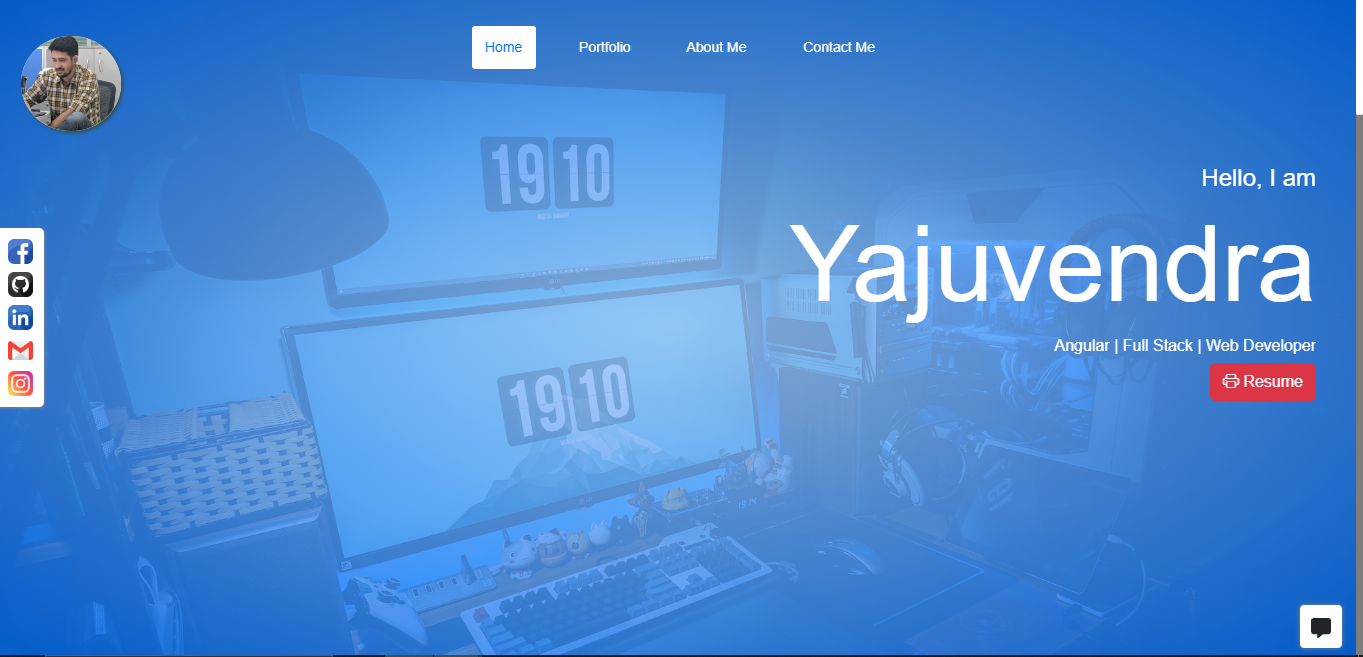 Home
Portfolio
About Me
Contact Me
19 10
Hello, I am
Yajuvendra
Angular | Full Stack | Web Developer
Resume
19 10
in